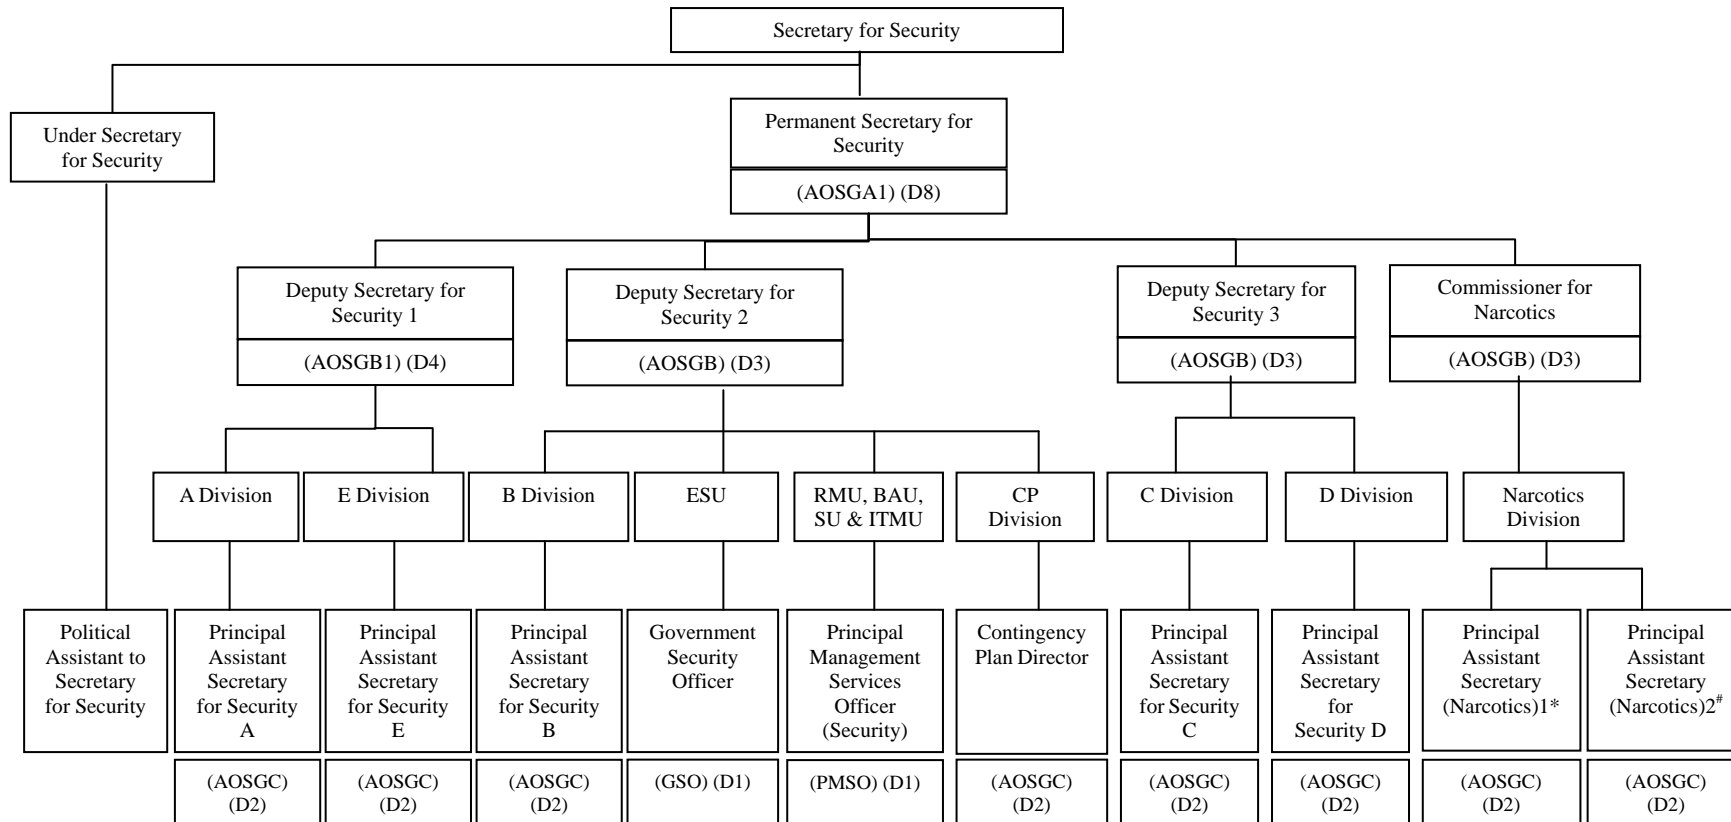 Secretary for Security
Under Secretary
for Security
Permanent Secretary for
Security
(AOSGA1) (D8)
Deputy Secretary for
Security 1
(AOSGB1) (D4)
Deputy Secretary for
Security 2
(AOSGB) (D3)
Deputy Secretary for
Security 3
(AOSGB) (D3)
Commissioner for
Narcotics
(AOSGB) (D3)
A Division
E Division
B Division
ESU
RMU, BAU,
SU & ITMU
CP
Division
C Division
D Division
Narcotics
Division
Political
Assistant to
Secretary
for Security
Principal
Assistant
Secretary
for Security
A
(AOSGC)
(D2)
Principal
Assistant
Secretary
for Security
E
(AOSGC)
(D2)
Principal
Assistant
Secretary
for Security
B
(AOSGC)
(D2)
Government
Security
Officer
(GSO) (D1)
Principal
Management
Services
Officer
(Security)
(PMSO) (D1)
Contingency
Plan Director
(AOSGC)
(D2)
Principal
Assistant
Secretary
for Security
C
(AOSGC)
(D2)
Principal
Assistant
Secretary
for
Security D
(AOSGC)
(D2)
Principal
Assistant
Secretary
(Narcotics)1*
(AOSGC)
(D2)
Principal
Assistant
Secretary
(Narcotics)2#
(AOSGC)
(D2)